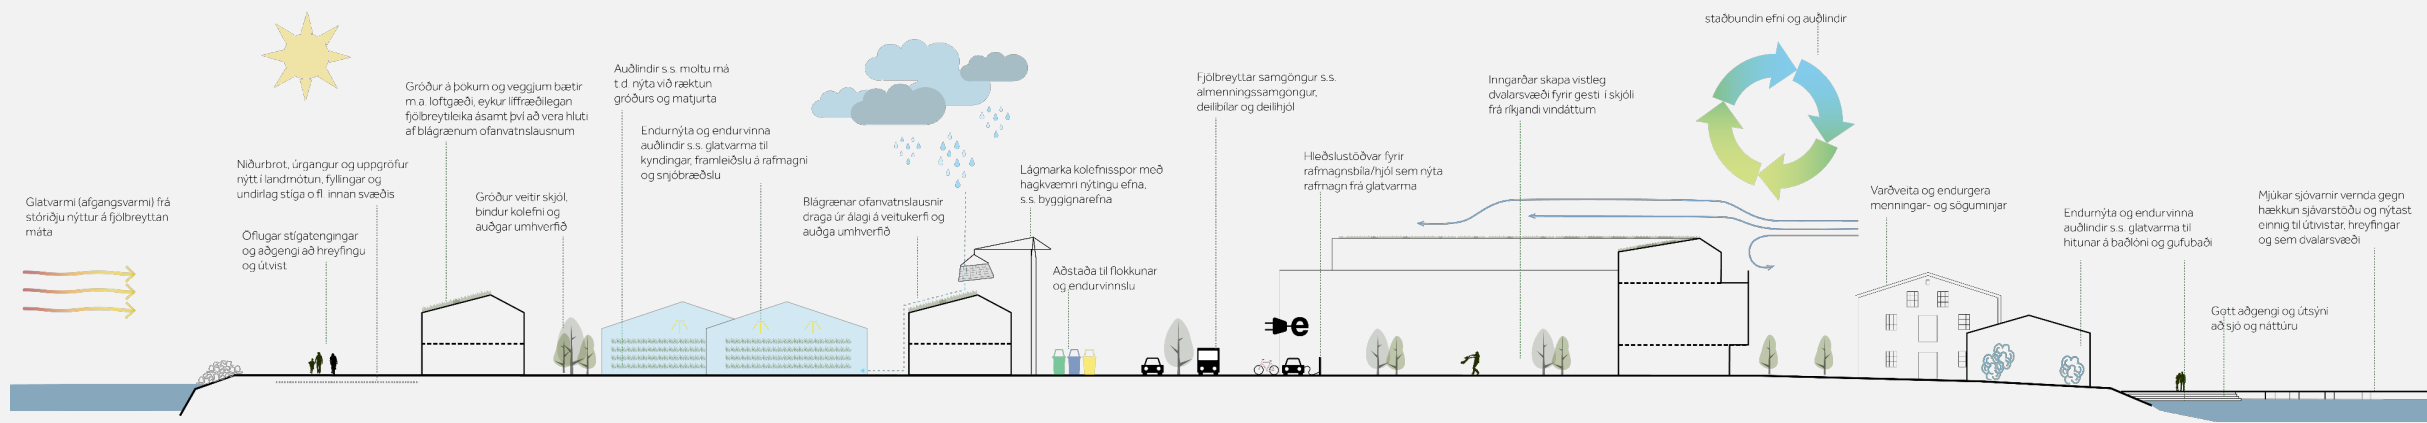 Glatvarmi (afgangsvarmi) frá
stóriðju nýttur á fjölbreyttan
máta
Niðurbrot, úrgangur og uppgröfur
nýtt í landmótun, fyllingar og
undirlag stíga o.fl. innan svæðis
Öflugar stígatengingar
og aðgengi að hreyfingu
og útvist
Gróður á þökum og veggjum bætir
m.a. loftgæði, eykur líffræðilegan
fjölbreytileika ásamt því að vera hluti
af blágrænum ofanvatnslausnum
Gróður veitir skjól,
bindur kolefni og
auðgar umhverfið
Auðlindir s.s. moltu má
t.d. nýta við ræktun
gróðurs og matjurta
Endurnýta og endurvinna
auðlindir s.s. glatvarma til
kyndingar, framleiðslu á rafmagni
og snjóbræðslu
Blágrænar ofanvatnslausnir
draga úr álagi á veitukerfi og
auðga umhverfið
Lágmarka kolefnisspor með
hagkvæmri nýtingu efna,
s.s. byggignarefna
Aðstaða til flokkunar
og endurvinnslu
Fjölbreyttar samgöngur s.s.
almenningssamgöngur,
deilibílar og deilihjól
Hleðslustöðvar fyrir
rafmagnsbíla/hjól sem nýta
rafmagn frá glatvarma
e
Inngarðar skapa vistleg
dvalarsvæði fyrir gesti í skjóli
frá ríkjandi vindáttum
staðbundin efni og auðlindir
Varðveita og endurgera
menningar- og söguminjar
Endurnýta og endurvinna
auðlindir s.s. glatvarma til
hitunar á baðlóni og gufubaði
Mjúkar sjóvarnir vernda gegn
hækkun sjávarstöðu og nýtast
einnig til útivistar, hreyfingar
og sem dvalarsvæði
Gott aðgengi og útsýni
að sjó og náttúru